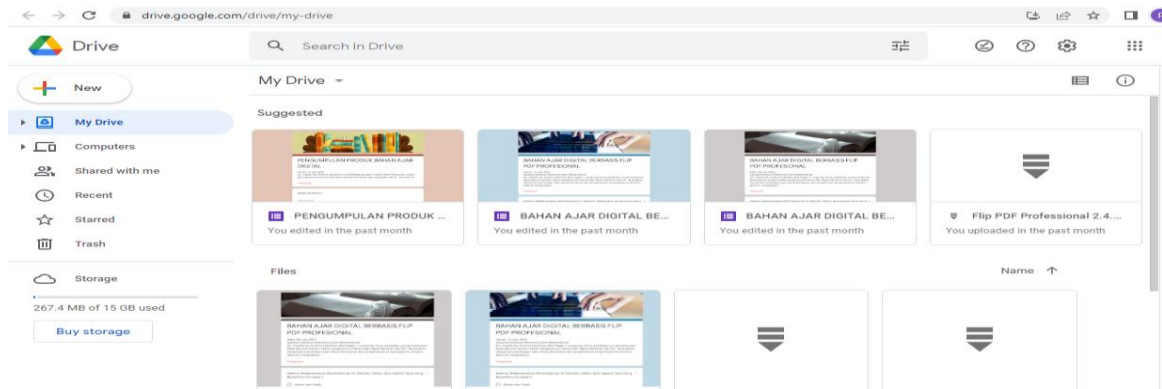 drive.google.com/drive/my-drive
Drive
Search in Drive
New
My Drive
Computers
Shared with me
Recent
Starred
Trash
Storage
267.4 MB of 15 GB used
Buy storage
My Drive
Suggested
PENGUMPULAN PRODUK BAHAN AJAR
DIGITAL
BAHAN AJAR DIGITAL BERBASIS FLIP
PDF PROFESIONAL
BAHAN AJAR DIGITAL BERBASIS FLIP
PDF PROFESIONAL
PENGUMPULAN PRODUK ...
You edited in the past month
BAHAN AJAR DIGITAL BE...
You edited in the past month
BAHAN AJAR DIGITAL BE...
You edited in the past month
Flip PDF Professional 2.4....
You uploaded in the past month
Files
Name
BAHAN AJAR DIGITAL BERBASIS FLIP
PDF PROFESIONAL
BAHAN AJAR DIGITAL BERBASIS FLIP
PDF PROFESIONAL